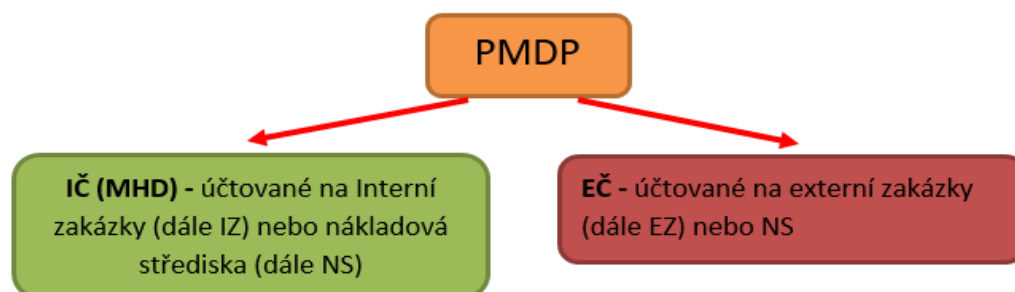 PMDP
IČ (MHD) - účtované na Interní
zakázky (dále IZ) nebo nákladová
střediska (dále NS)
EČ - účtované na externí zakázky
(dále EZ) nebo NS